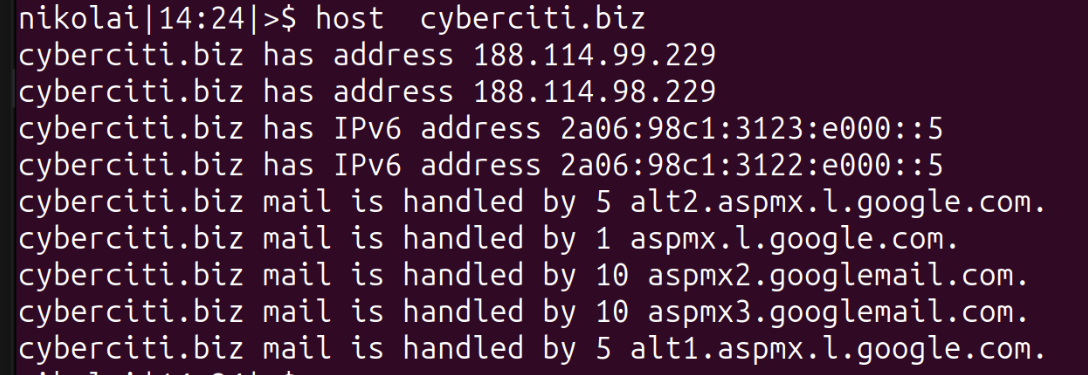 nikolai|14:24|>$ host  cyberciti.biz
cyberciti.biz has address 188.114.99.229
cyberciti.biz has address 188.114.98.229
cyberciti.biz has IPv6 address 2a06:98c1:3123:e000::5
cyberciti.biz has IPv6 address 2a06:98c1:3122:e000::5
cyberciti.biz mail is handled by 5 alt2.aspmx.l.google.com.
cyberciti.biz mail is handled by 1 aspmx.l.google.com.
cyberciti.biz mail is handled by 10 aspmx2.googlemail.com.
cyberciti.biz mail is handled by 10 aspmx3.googlemail.com.
cyberciti.biz mail is handled by 5 alt1.aspmx.l.google.com.